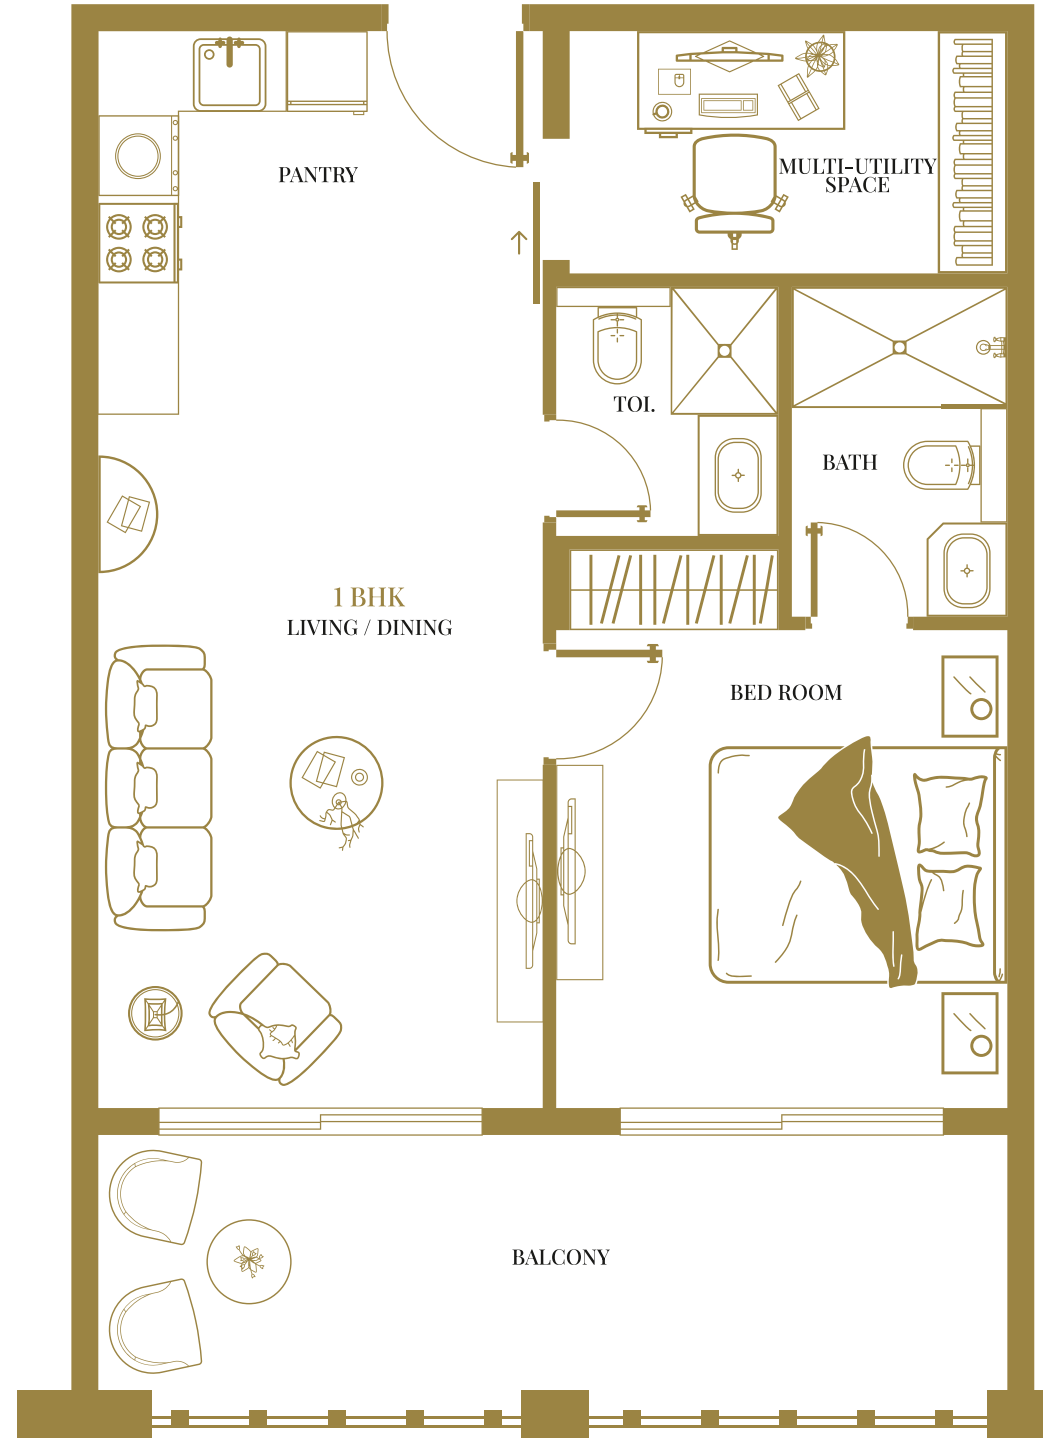 PANTRY
MULTI-UTILITY
SPACE
TOI.
BATH
1 BHK
LIVING / DINING
BED ROOM
BALCONY